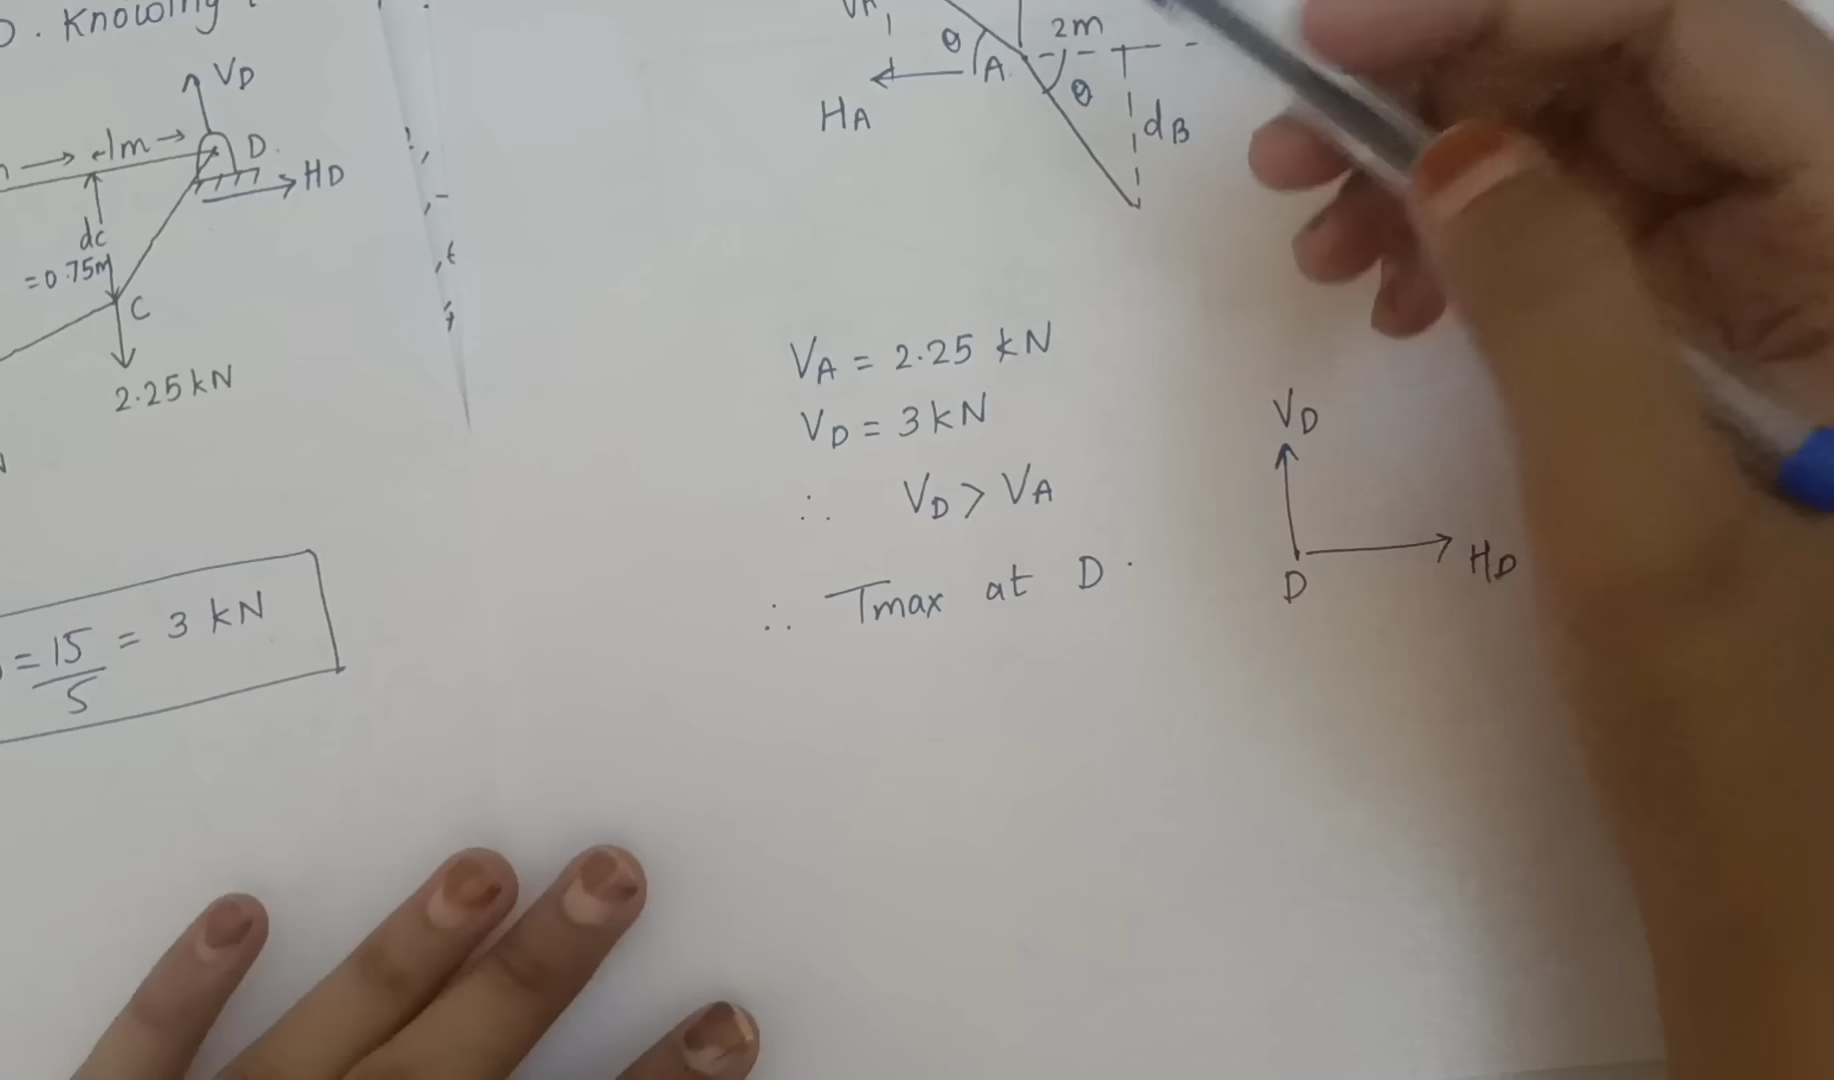 . Knowing
VD
1m
D
HD
dc
= 0.75m
C
2.25 kN
= 15/5 = 3 kN
θ
2m
A
HA
θ
dB
VA = 2.25 kN
VD = 3 kN
∴ VD > VA
∴ Tmax at D.
VD
D
HD